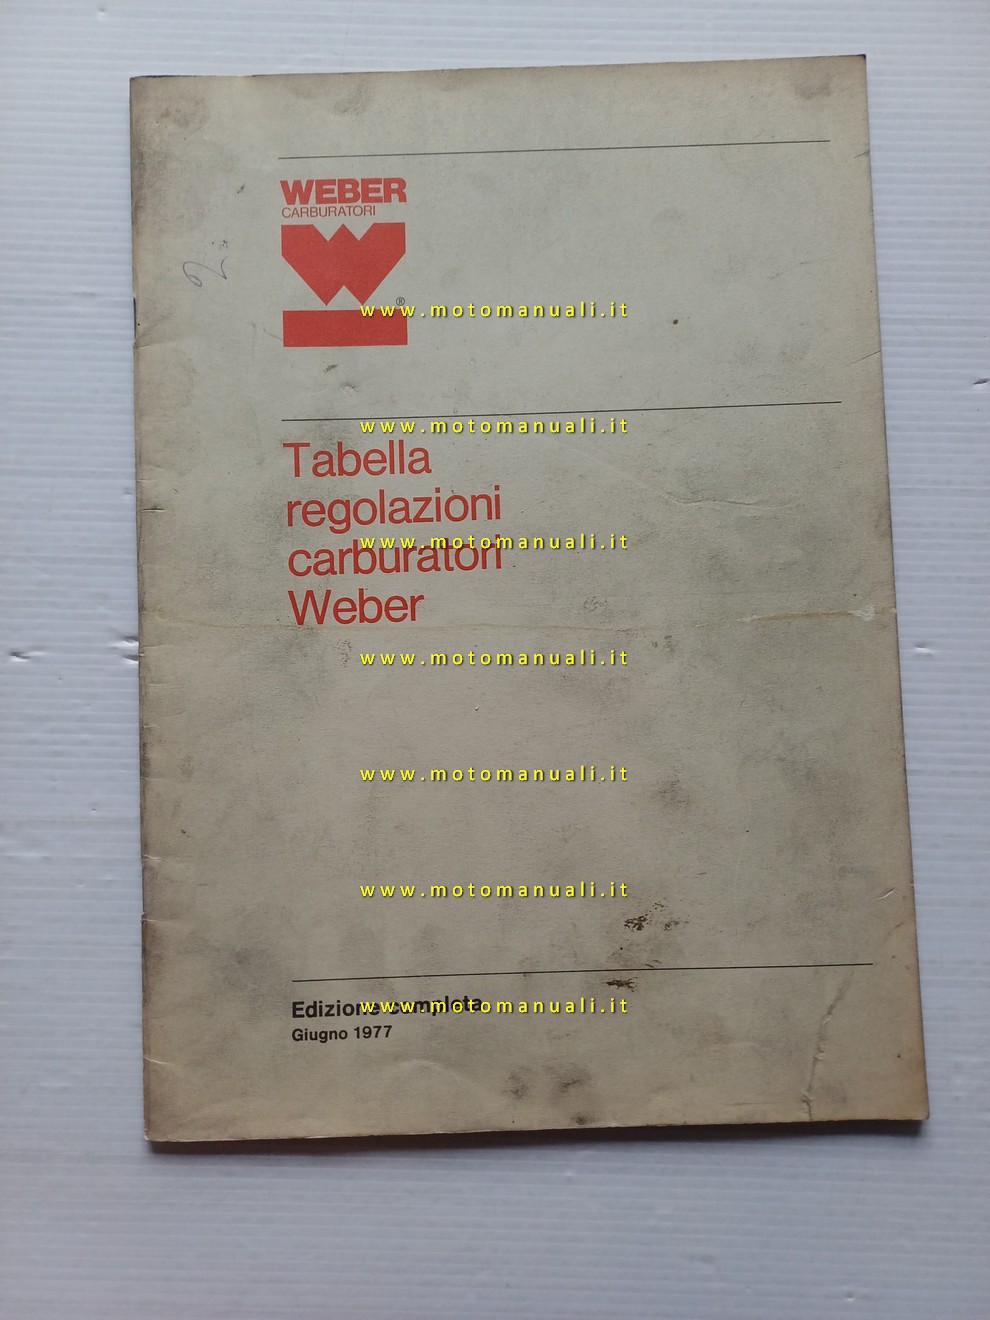 WEBER
CARBURATORI
®
www.motomanuali.it
www.motomanuali.it
Tabella
regolazioni
carburatori
www.motomanuali.it
Weber
www.motomanuali.it
www.motomanuali.it
www.motomanuali.it
Edizione completa
www.motomanuali.it
Giugno 1977